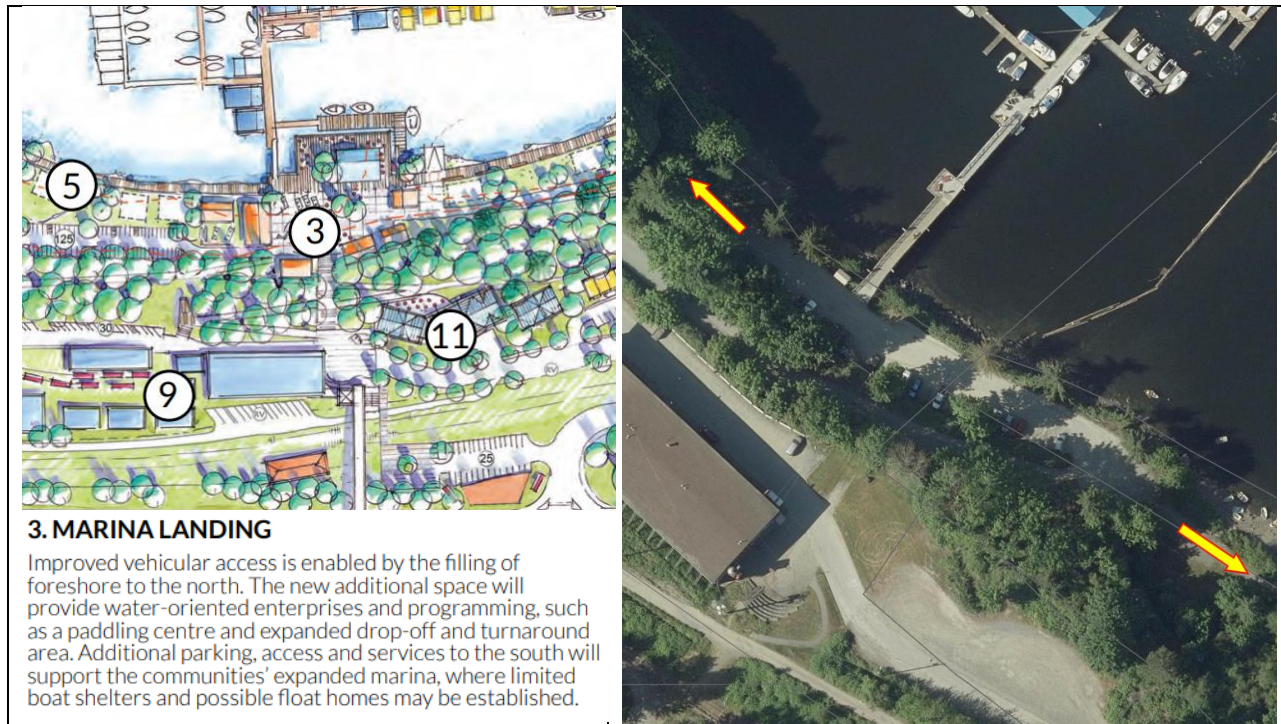 5
125
3
30
11
9
RV
RV
25
3. MARINA LANDING
Improved vehicular access is enabled by the filling of
foreshore to the north. The new additional space will
provide water-oriented enterprises and programming, such
as a paddling centre and expanded drop-off and turnaround
area. Additional parking, access and services to the south will
support the communities’ expanded marina, where limited
boat shelters and possible float homes may be established.